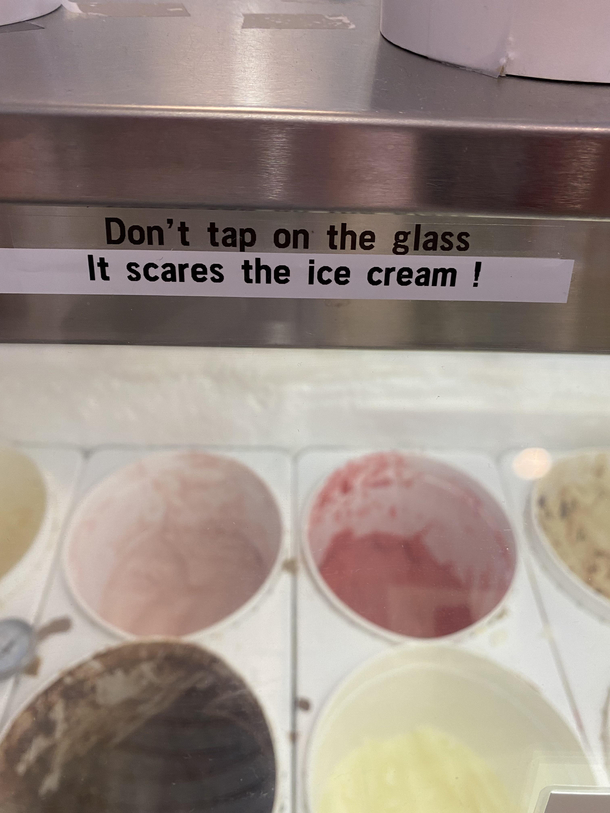 Don't tap on the glass
It scares the ice cream !